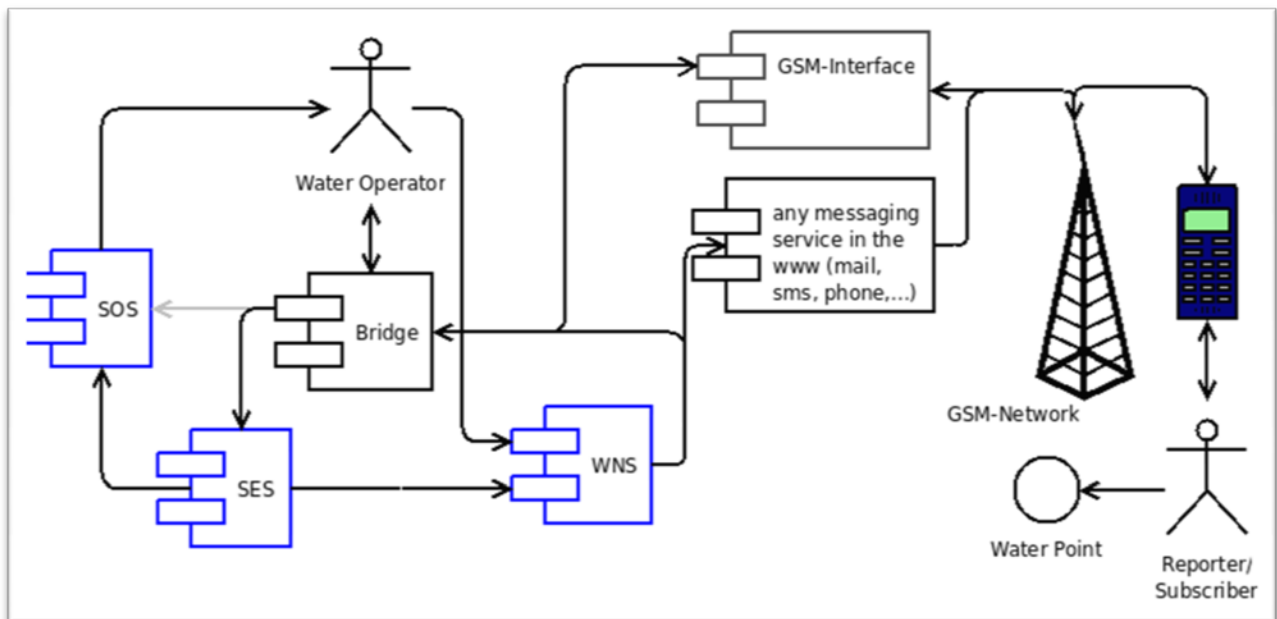 GSM-Interface
Water Operator
any messaging
service in the
www (mail,
sms, phone,...)
SOS
Bridge
GSM-Network
WNS
SES
Water Point
Reporter/
Subscriber